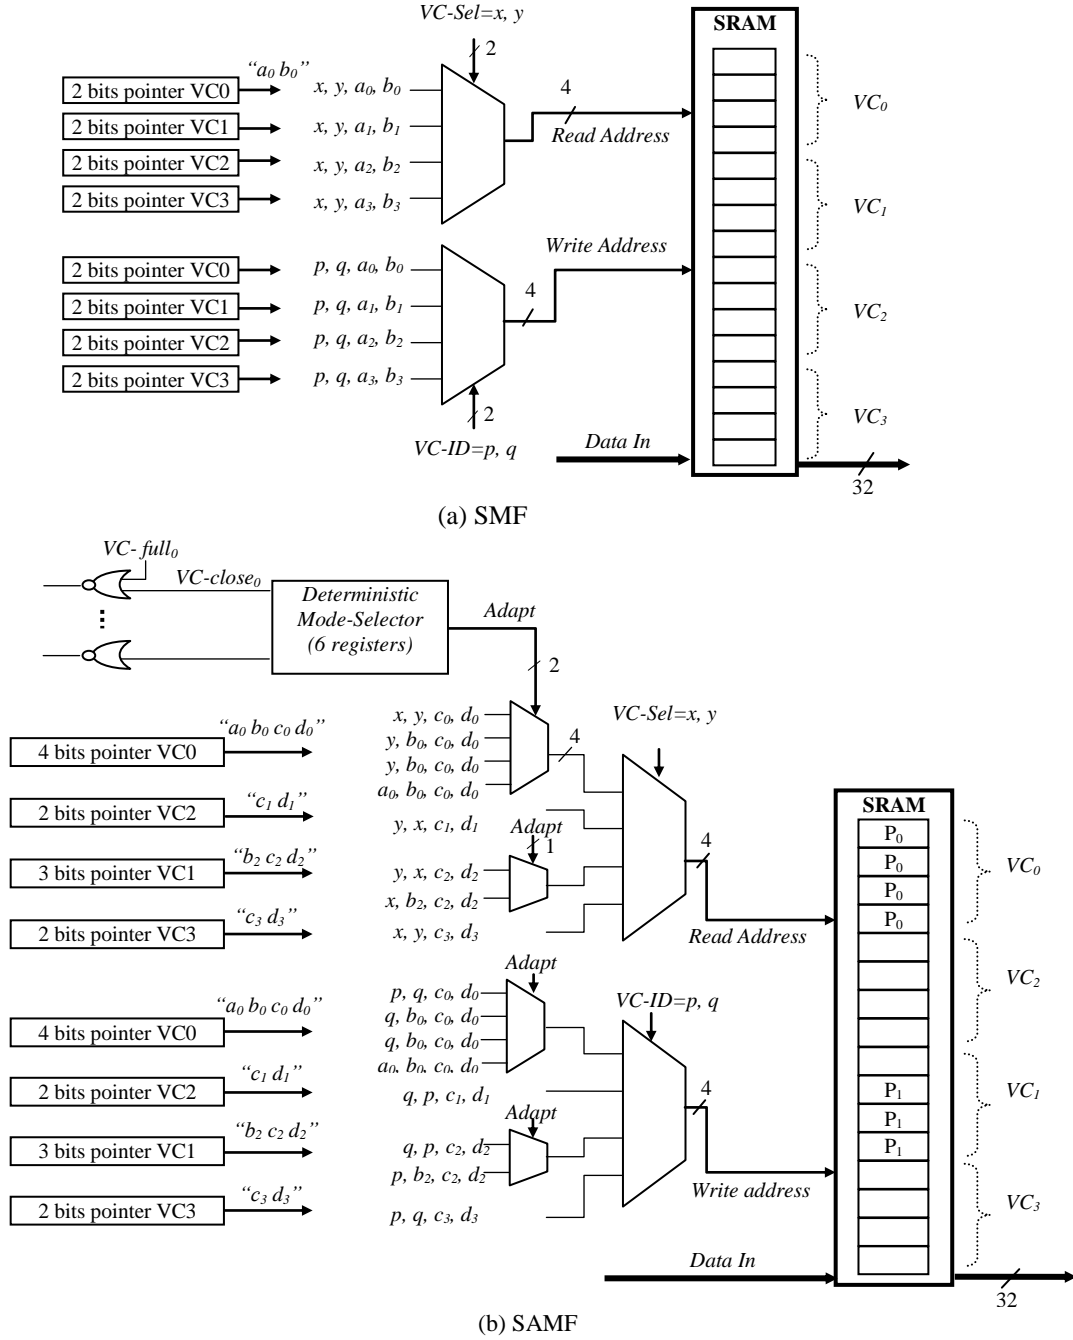 VC-Sel=x, y
SRAM
2
"a0 b0"
2 bits pointer VC0
x, y, a0, b0
4
VC0
2 bits pointer VC1
x, y, a1, b1
Read Address
2 bits pointer VC2
x, y, a2, b2
2 bits pointer VC3
x, y, a3, b3
VC1
Write Address
2 bits pointer VC0
p, q, a0, b0
4
2 bits pointer VC1
p, q, a1, b1
VC2
2 bits pointer VC2
p, q, a2, b2
2 bits pointer VC3
p, q, a3, b3
2
VC3
VC-ID=p, q
Data In
32
(a) SMF
VC- full0
VC-close0
Deterministic
Mode-Selector
(6 registers)
Adapt
2
"a0 b0 c0 d0"
x, y, c0, d0
VC-Sel=x, y
4 bits pointer VC0
y, b0, c0, d0
4
y, b0, c0, d0
a0, b0, c0, d0
"c1 d1"
2 bits pointer VC2
y, x, c1, d1
Adapt
1
SRAM
P0
"b2 c2 d2"
3 bits pointer VC1
y, x, c2, d2
4
P0
VC0
x, b2, c2, d2
P0
"c3 d3"
2 bits pointer VC3
x, y, c3, d3
Read Address
P0
Adapt
VC2
"a0 b0 c0 d0"
p, q, c0, d0
VC-ID=p, q
4 bits pointer VC0
q, b0, c0, d0
q, b0, c0, d0
a0, b0, c0, d0
"c1 d1"
2 bits pointer VC2
q, p, c1, d1
4
P1
VC1
Adapt
P1
"b2 c2 d2"
3 bits pointer VC1
q, p, c2, d2
P1
p, b2, c2, d2
Write address
"c3 d3"
2 bits pointer VC3
p, q, c3, d3
VC3
Data In
32
(b) SAMF